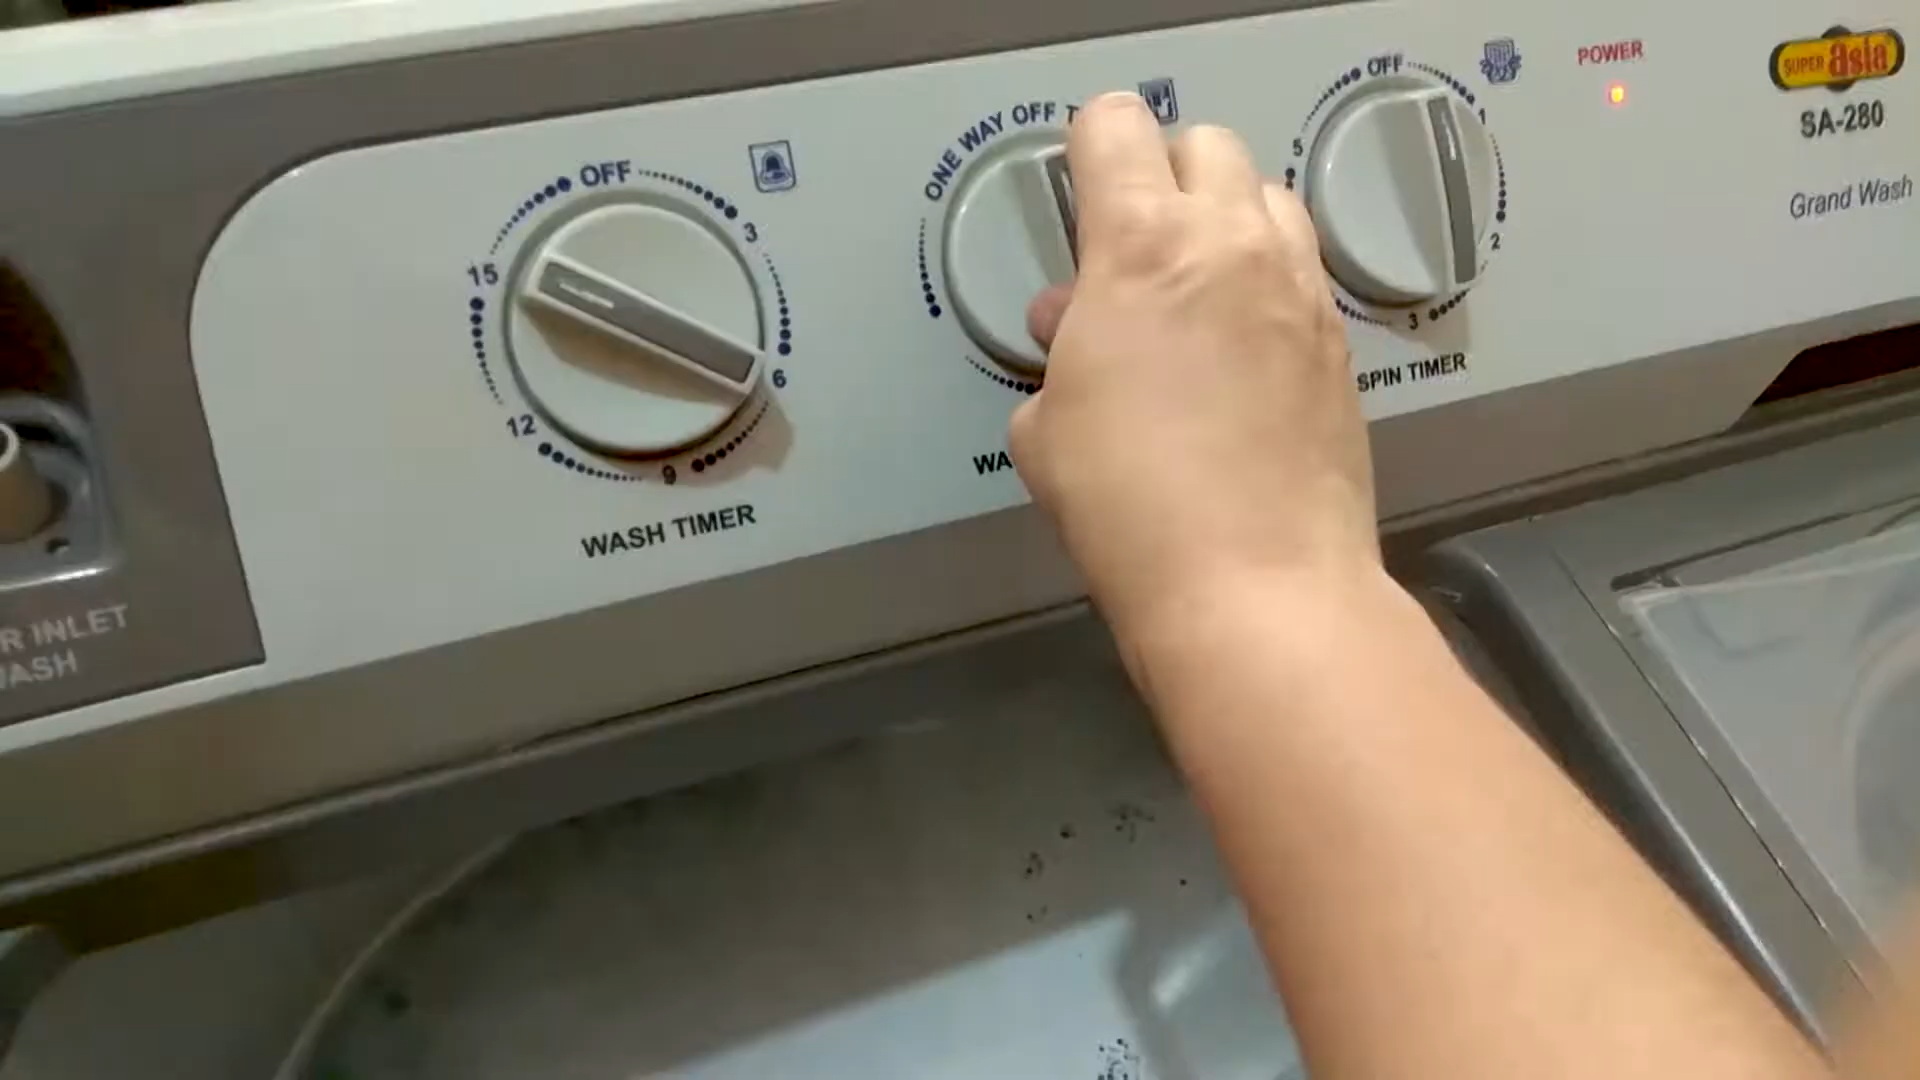 OFF
3
6
9
12
15
WASH TIMER
ONE WAY OFF
OFF
1
2
3
5
SPIN TIMER
POWER
SUPER asia
SA-280
Grand Wash
INLET